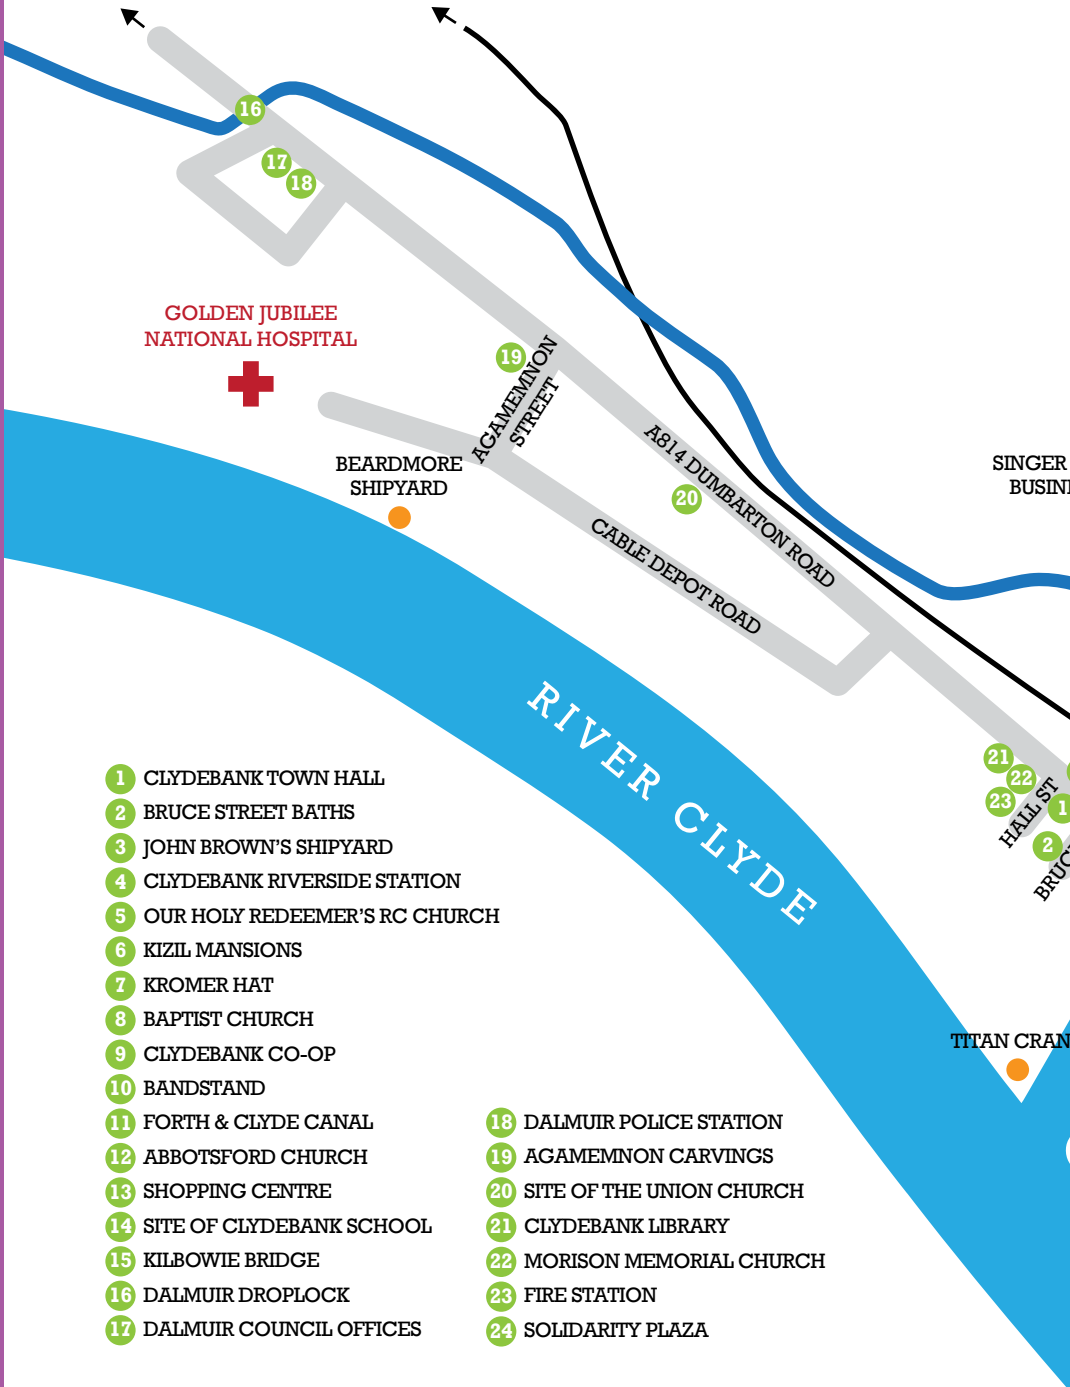 16
17
18
GOLDEN JUBILEE
NATIONAL HOSPITAL
19
AGAMEMNON
STREET
BEARDMORE
SHIPYARD
A814 DUMBARTON ROAD
20
CABLE DEPOT ROAD
SINGER
RIVER CLYDE
21
22
23
HALL ST
1
2
TITAN
1 CLYDEBANK TOWN HALL
2 BRUCE STREET BATHS
3 JOHN BROWN'S SHIPYARD
4 CLYDEBANK RIVERSIDE STATION
5 OUR HOLY REDEEMER'S RC CHURCH
6 KIZIL MANSIONS
7 KROMER HAT
8 BAPTIST CHURCH
9 CLYDEBANK CO-OP
10 BANDSTAND
11 FORTH & CLYDE CANAL
12 ABBOTSFORD CHURCH
13 SHOPPING CENTRE
14 SITE OF CLYDEBANK SCHOOL
15 KILBOWIE BRIDGE
16 DALMUIR DROPLOCK
17 DALMUIR COUNCIL OFFICES
18 DALMUIR POLICE STATION
19 AGAMEMNON CARVINGS
20 SITE OF THE UNION CHURCH
21 CLYDEBANK LIBRARY
22 MORISON MEMORIAL CHURCH
23 FIRE STATION
24 SOLIDARITY PLAZA